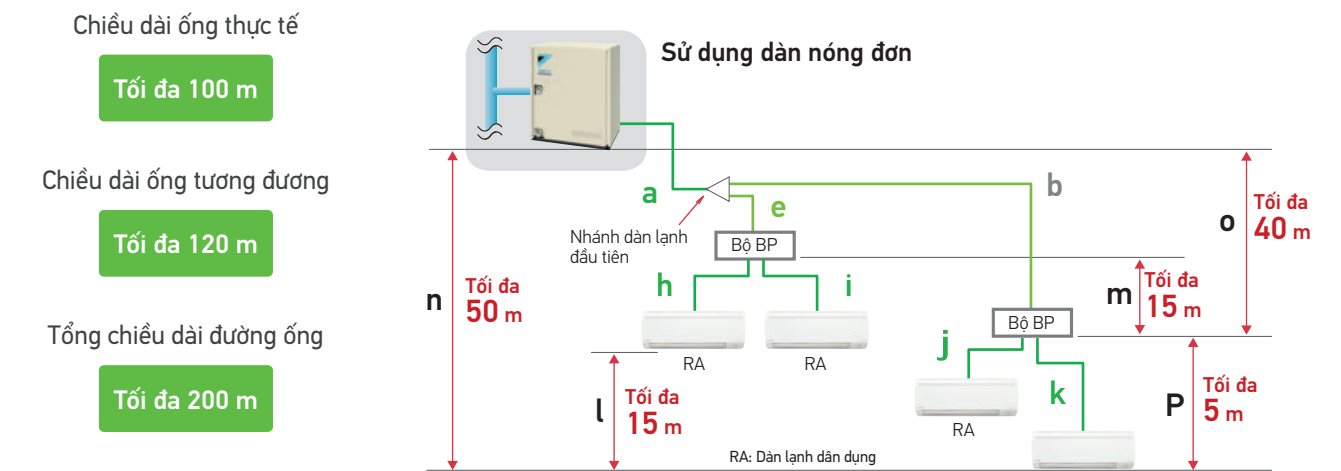 Chiều dài ống thực tế
Tối đa 100 m
Chiều dài ống tương đương
Tối đa 120 m
Tổng chiều dài đường ống
Tối đa 200 m
Sử dụng dàn nóng đơn
DAIKIN
a
e
b
Nhánh dàn lạnh
đầu tiên
Bộ BP
h
i
RA
RA
n
Tối đa
50 m
l
Tối đa
15 m
o
Tối đa
40 m
m
Tối đa
15 m
Bộ BP
j
k
RA
P
Tối đa
5 m
RA: Dàn lạnh dân dụng